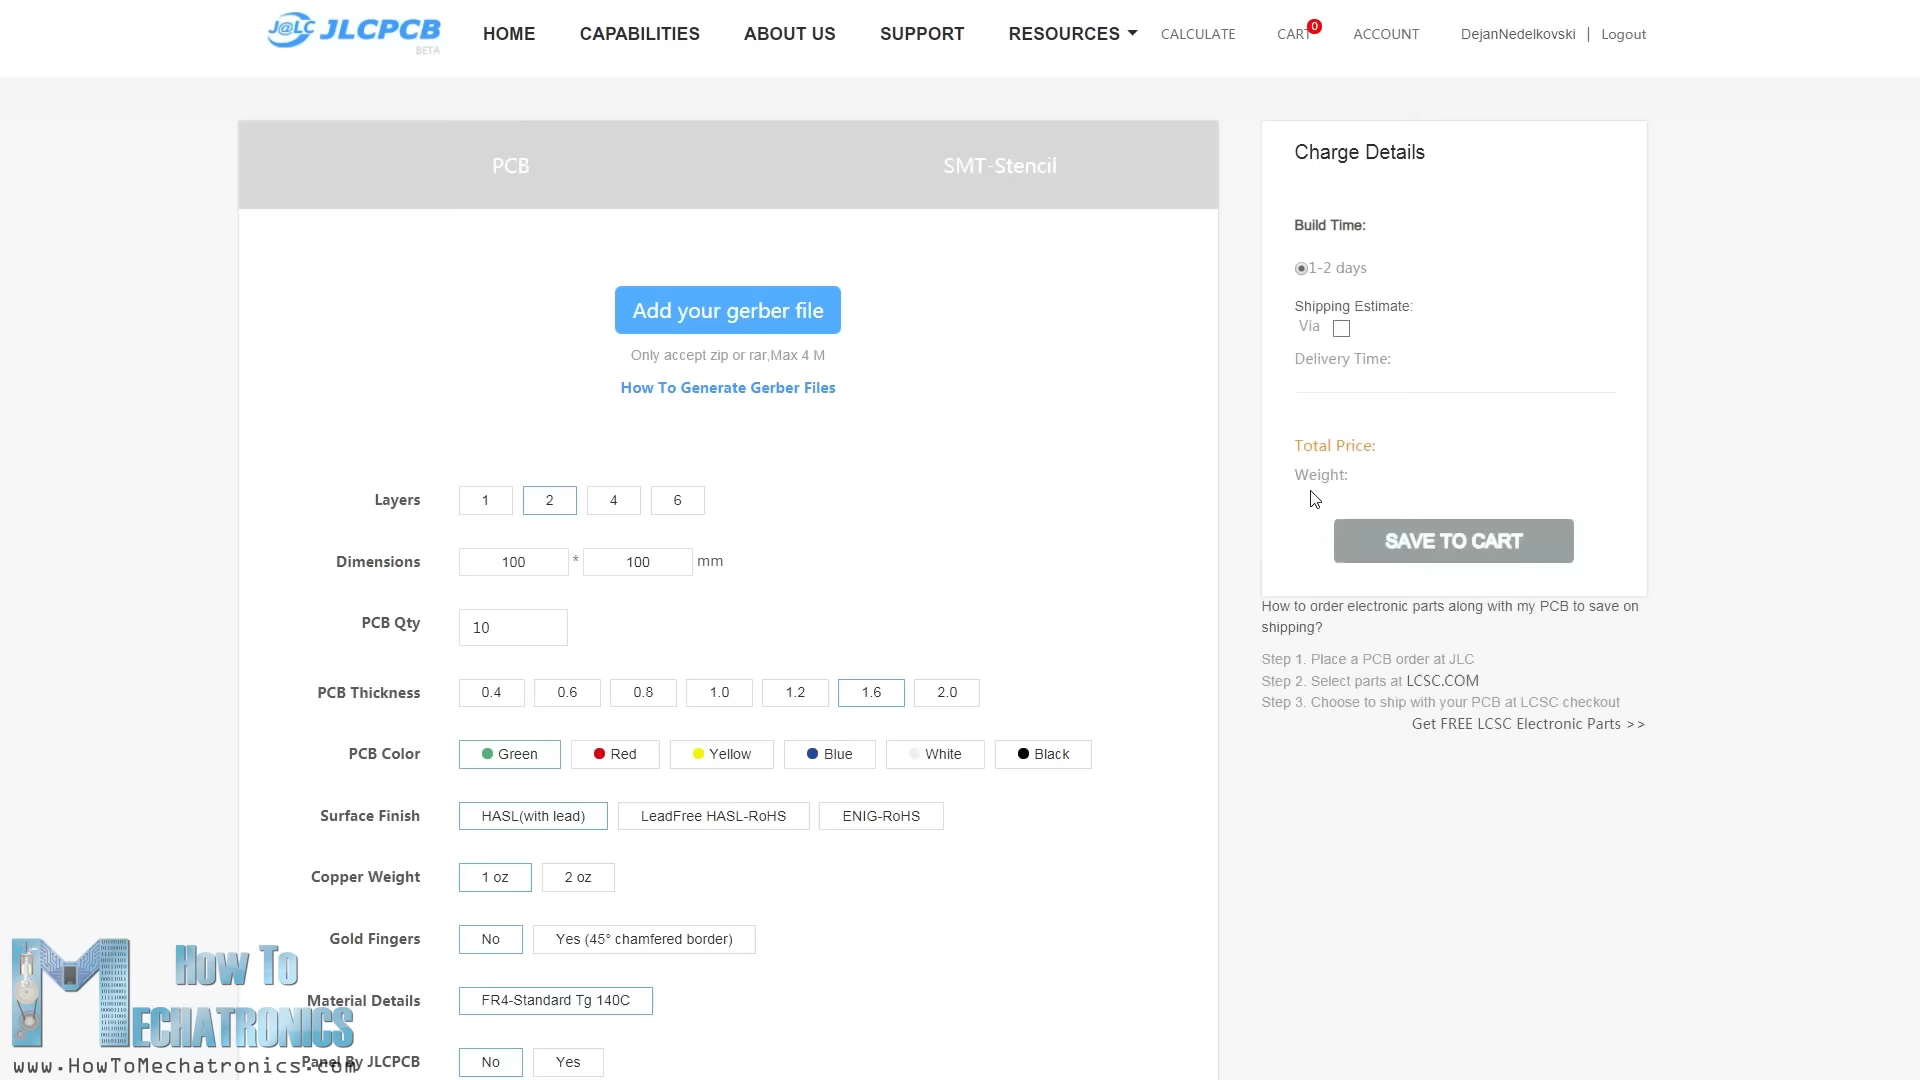 J@LC JLCPCB
BETA
HOME CAPABILITIES ABOUT US SUPPORT RESOURCES CALCULATE CART 0 ACCOUNT DejanNedelkovski | Logout
PCB SMT-Stencil
Add your gerber file
Only accept zip or rar,Max 4 M
How To Generate Gerber Files
Layers 1 2 4 6
Dimensions 100 * 100 mm
PCB Qty 10
PCB Thickness 0.4 0.6 0.8 1.0 1.2 1.6 2.0
PCB Color Green Red Yellow Blue White Black
Surface Finish HASL(with lead) LeadFree HASL-RoHS ENIG-RoHS
Copper Weight 1 oz 2 oz
Gold Fingers No Yes (45° chamfered border)
Material Details FR4-Standard Tg 140C
Panel By JLCPCB No Yes
Charge Details
Build Time:
1-2 days
Shipping Estimate:
Via
Delivery Time:
Total Price:
Weight:
SAVE TO CART
How to order electronic parts along with my PCB to save on
shipping?
Step 1. Place a PCB order at JLC
Step 2. Select parts at LCSC.COM
Step 3. Choose to ship with your PCB at LCSC checkout
Get FREE LCSC Electronic Parts >>
How To
MECHATRONICS
www.HowToMechatronics.com